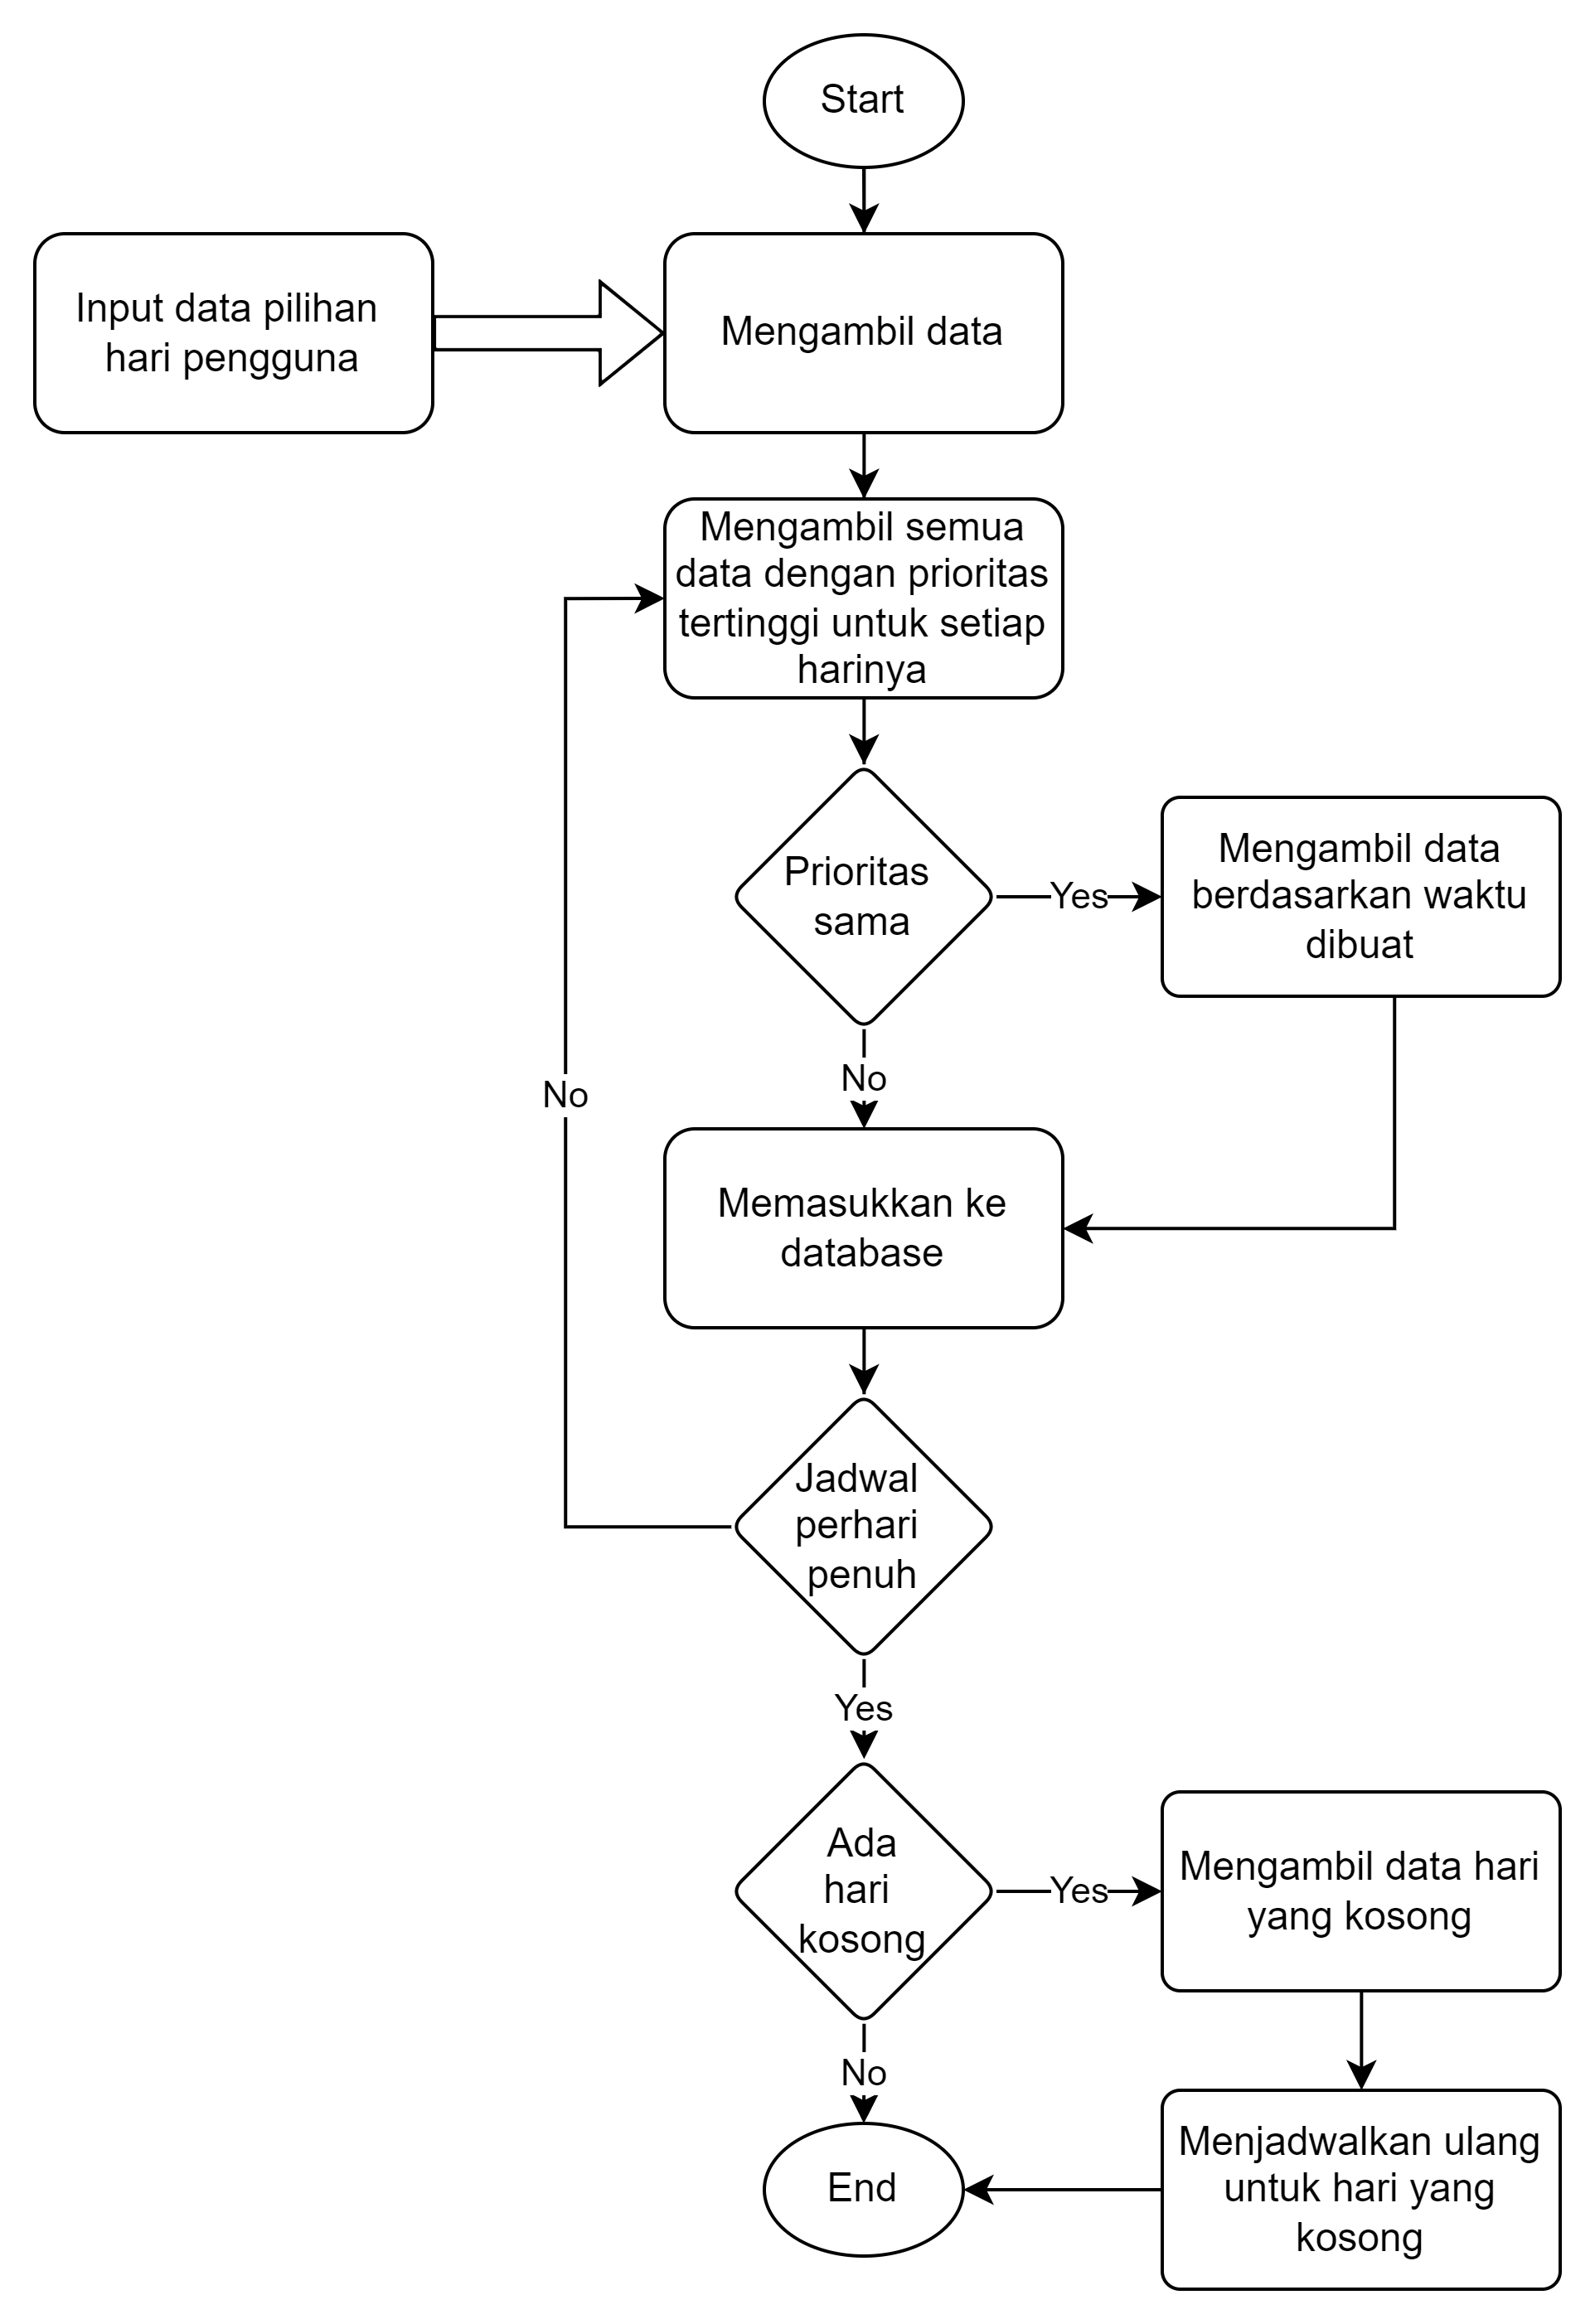 Start
Input data pilihan
hari pengguna
Mengambil data
Mengambil semua
data dengan prioritas
tertinggi untuk setiap
harinya
Prioritas
sama
Yes
Mengambil data
berdasarkan waktu
dibuat
No
No
Memasukkan ke
database
Jadwal
perhari
penuh
Yes
Ada
hari
kosong
Yes
Mengambil data hari
yang kosong
No
End
Menjadwalkan ulang
untuk hari yang
kosong